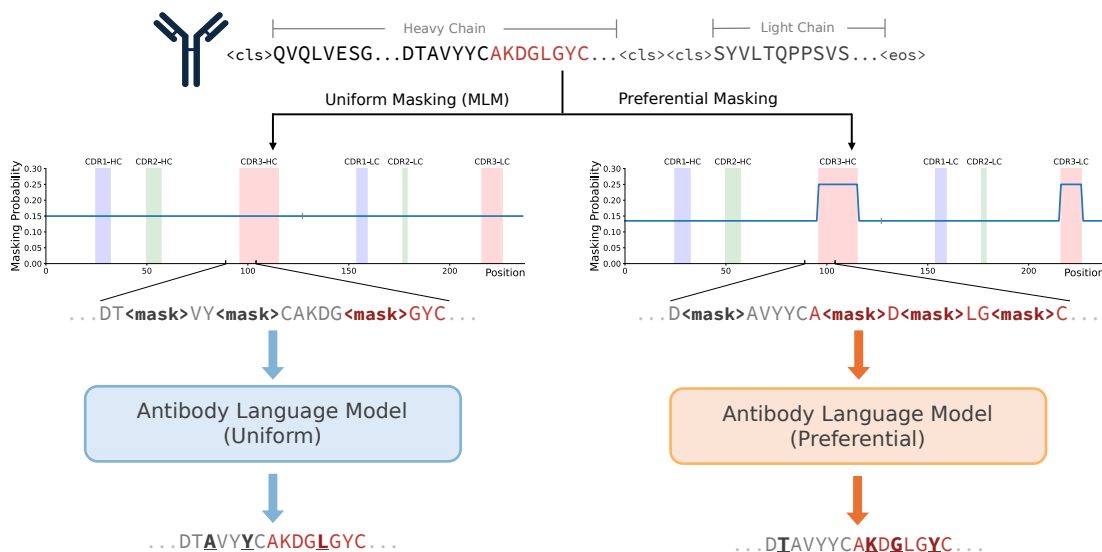 Heavy Chain
Light Chain
<cls>QVQLVESG...DTAVYYCAKDGLGYC...<cls><cls>SYVLTQPPSVS...<eos>
Uniform Masking (MLM)
Preferential Masking
CDR1-HC CDR2-HC CDR3-HC CDR1-LC CDR2-LC CDR3-LC
Masking Probability
0.30
0.25
0.20
0.15
0.10
0.05
0.00
0 50 100 150 200 Position
CDR1-HC CDR2-HC CDR3-HC CDR1-LC CDR2-LC CDR3-LC
Masking Probability
0.30
0.25
0.20
0.15
0.10
0.05
0.00
0 50 100 150 200 Position
...DT<mask>VY<mask>CAKDG<mask>GYC...
...D<mask>AVYYCA<mask>D<mask>LG<mask>C...
Antibody Language Model
(Uniform)
Antibody Language Model
(Preferential)
...DTAVYYCAKDGLGYC...
...DTAVYYCAKDGLGYC...